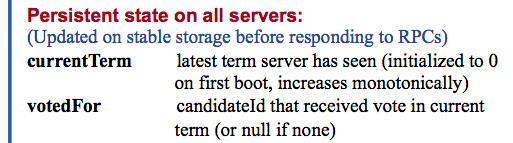 Persistent state on all servers:
(Updated on stable storage before responding to RPCs)
currentTerm latest term server has seen (initialized to 0
on first boot, increases monotonically)
votedFor candidateId that received vote in current
term (or null if none)